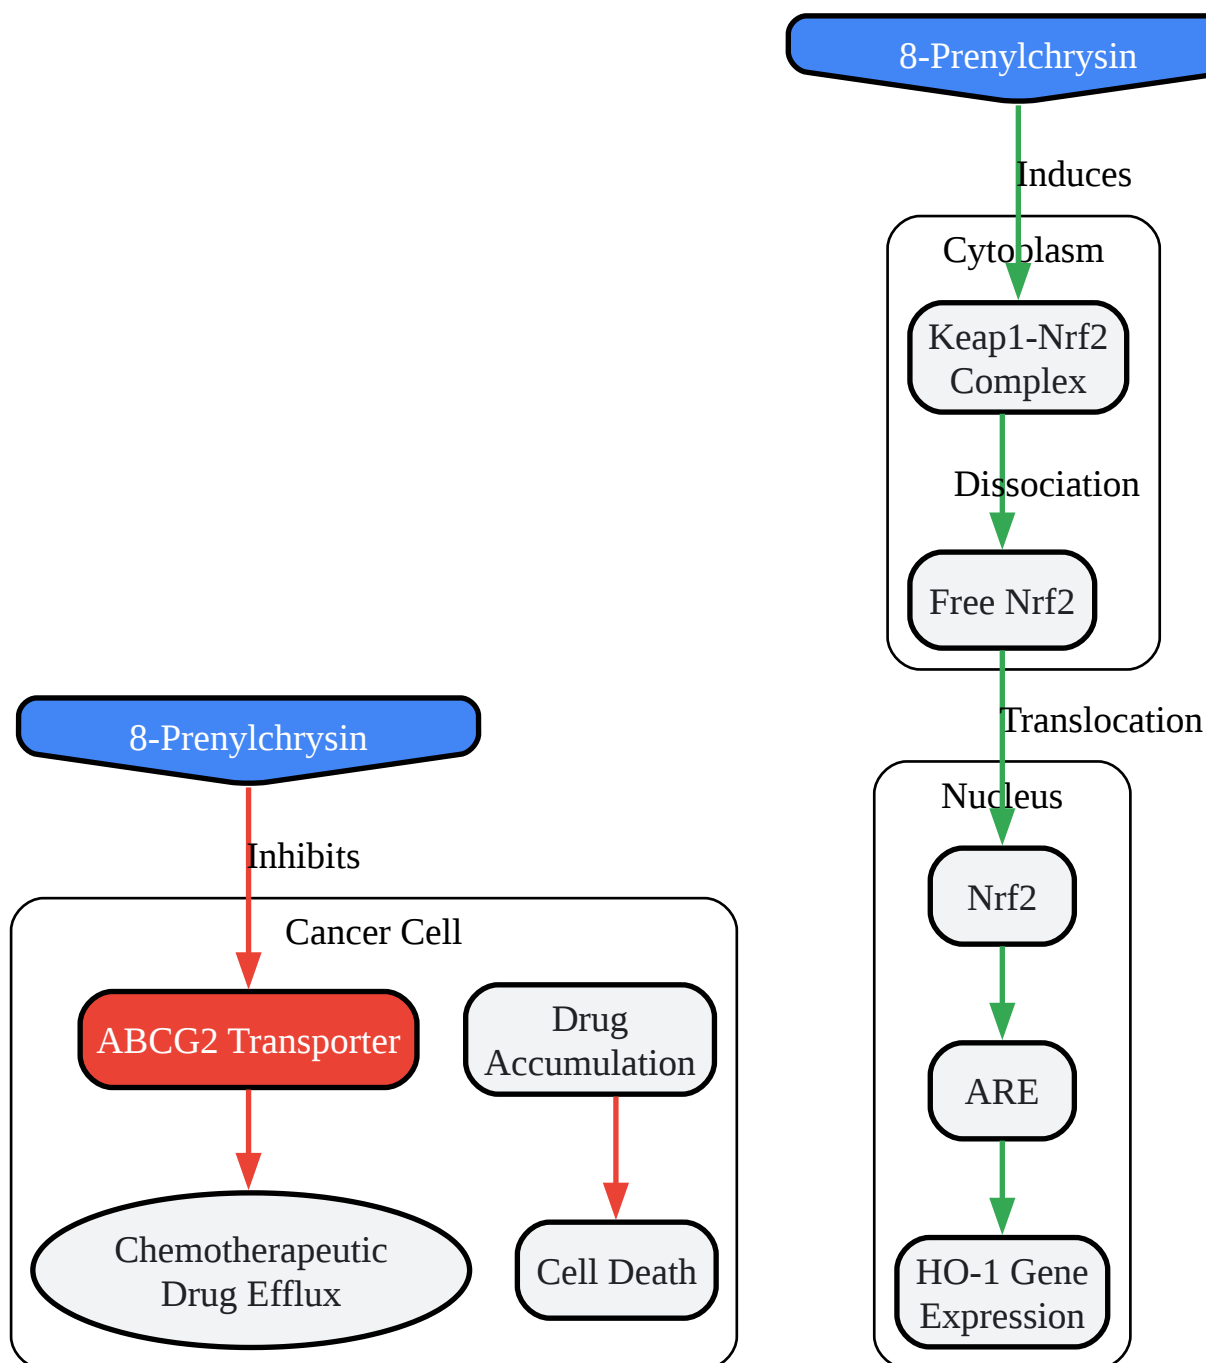 8-Prenylchrysin
Induces
Cytoplasm
Keap1-Nrf2
Complex
Dissociation
Free Nrf2
Translocation
Nucleus
Nrf2
ARE
HO-1 Gene
Expression
8-Prenylchrysin
Inhibits
Cancer Cell
ABCG2 Transporter
Drug
Accumulation
Chemotherapeutic
Drug Efflux
Cell Death